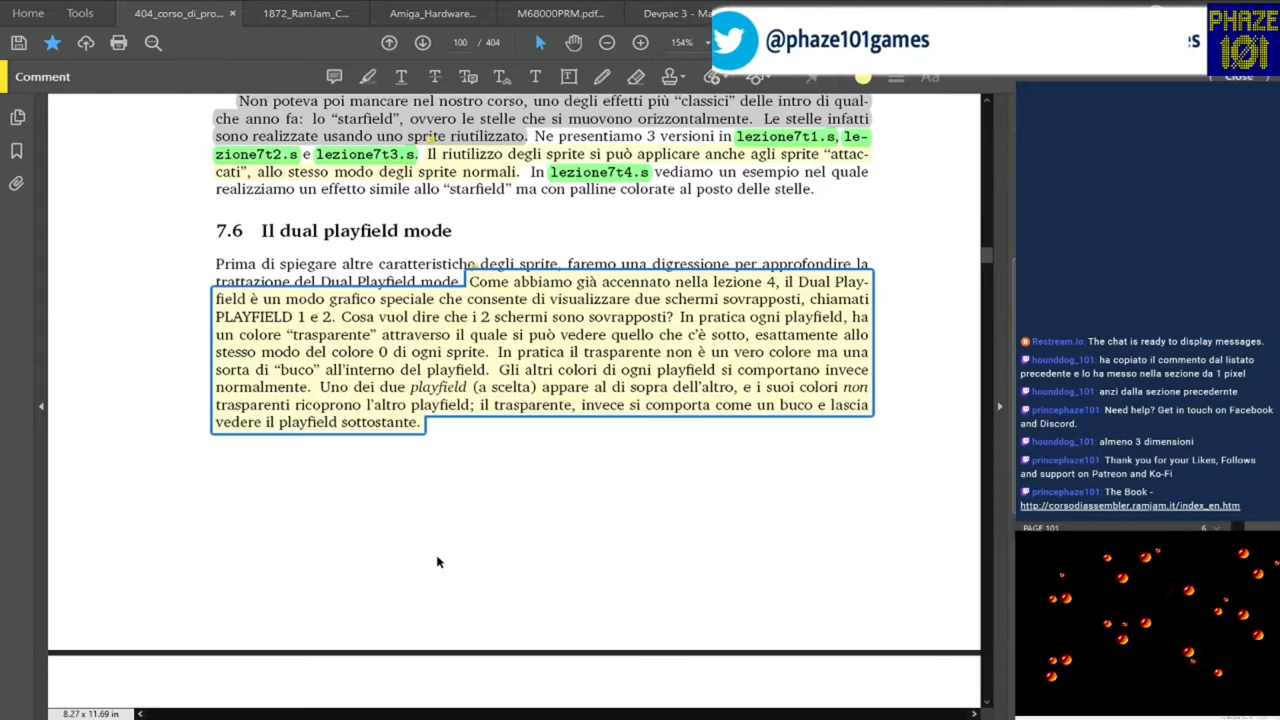 Home
Tools
404_corso_di_pro...
1872_RamJam_C...
Amiga_Hardware...
M68000PRM.pdf...
Devpac 3 - Ma
@phaze101games
PHAZE
101
100 / 404
154%
Comment
Close
Non poteva poi mancare nel nostro corso, uno degli effetti più “classici” delle intro di qual-
che anno fa: lo “starfield”, ovvero le stelle che si muovono orizzontalmente. Le stelle infatti
sono realizzate usando uno sprite riutilizzato. Ne presentiamo 3 versioni in lezione7t1.s, le-
zione7t2.s e lezione7t3.s. Il riutilizzo degli sprite si può applicare anche agli sprite “attac-
cati”, allo stesso modo degli sprite normali. In lezione7t4.s vediamo un esempio nel quale
realizziamo un effetto simile allo “starfield” ma con palline colorate al posto delle stelle.
7.6 Il dual playfield mode
Prima di spiegare altre caratteristiche degli sprite, faremo una digressione per approfondire la
trattazione del Dual Playfield mode. Come abbiamo già accennato nella lezione 4, il Dual Play-
field è un modo grafico speciale che consente di visualizzare due schermi sovrapposti, chiamati
PLAYFIELD 1 e 2. Cosa vuol dire che i 2 schermi sono sovrapposti? In pratica ogni playfield, ha
un colore “trasparente” attraverso il quale si può vedere quello che c’è sotto, esattamente allo
stesso modo del colore 0 di ogni sprite. In pratica il trasparente non è un vero colore ma una
sorta di “buco” all’interno del playfield. Gli altri colori di ogni playfield si comportano invece
normalmente. Uno dei due playfield (a scelta) appare al di sopra dell’altro, e i suoi colori non
trasparenti ricoprono l’altro playfield; il trasparente, invece si comporta come un buco e lascia
vedere il playfield sottostante.
8.27 x 11.69 in
Restream.io: The chat is ready to display messages.
hounddog_101: ha copiato il commento dal listato
precedente e lo ha messo nella sezione da 1 pixel
hounddog_101: anzi dalla sezione precedernte
princephaze101: Need help? Get in touch on Facebook
and Discord.
hounddog_101: almeno 3 dimensioni
princephaze101: Thank you for your Likes, Follows
and support on Patreon and Ko-Fi
princephaze101: The Book -
http://corsodiassembler.ramjam.it/index_en.htm
PAGE 101
6